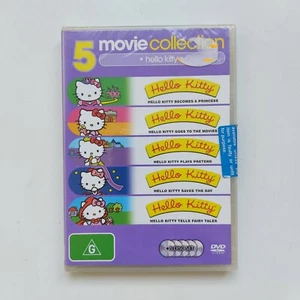 5 movie collection
• hello kitty
Hello Kitty
HELLO KITTY BECOMES A PRINCESS
Hello Kitty
HELLO KITTY GOES TO THE MOVIES
Hello Kitty
HELLO KITTY PLAYS PRETEND
Hello Kitty
HELLO KITTY SAVES THE DAY
Hello Kitty
HELLO KITTY TELLS FAIRY TALES
G
DVD